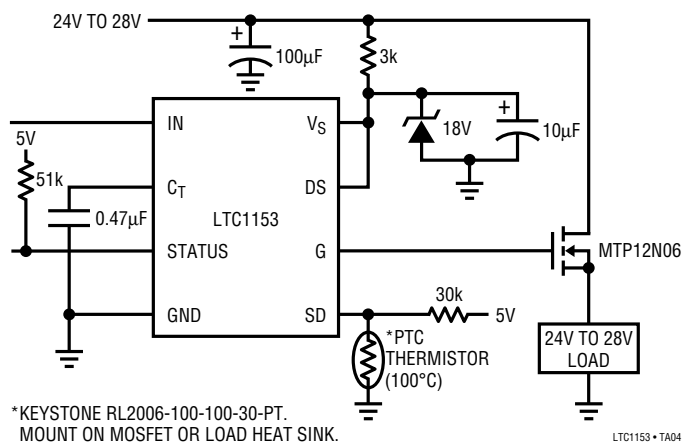 24V TO 28V
+
100µF
3k
IN
V_S
5V
18V
+
10µF
51k
C_T
DS
0.47µF
LTC1153
STATUS
G
MTP12N06
30k
GND
SD
5V
*PTC
THERMISTOR
(100°C)
24V TO 28V
LOAD
*KEYSTONE RL2006-100-100-30-PT.
MOUNT ON MOSFET OR LOAD HEAT SINK.
LTC1153 • TA04